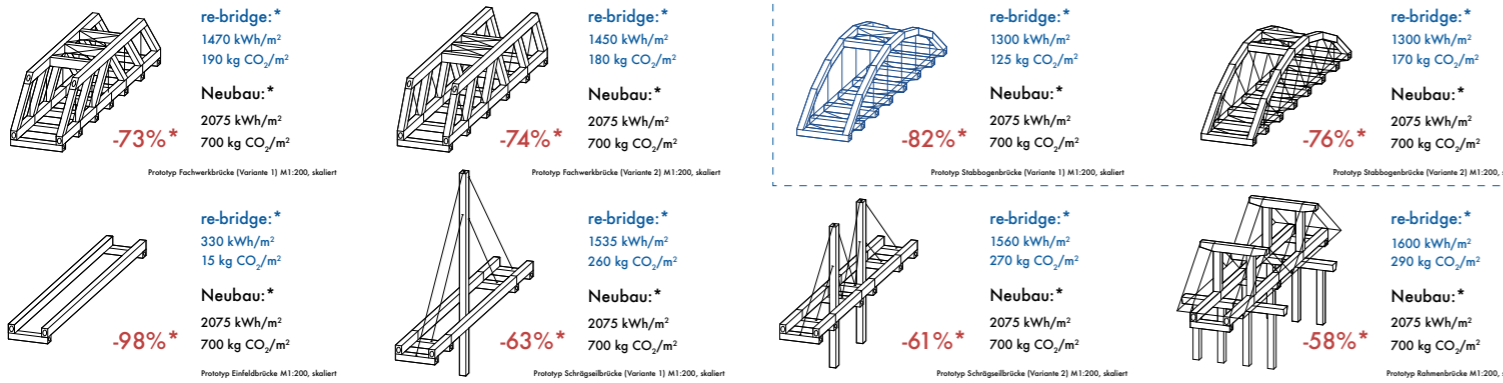 re-bridge:*
1470 kWh/m²
190 kg CO₂/m²
Neubau:*
2075 kWh/m²
700 kg CO₂/m²
-73%*
Prototyp Fachwerkbrücke (Variante 1) M1:200, skaliert
re-bridge:*
1450 kWh/m²
180 kg CO₂/m²
Neubau:*
2075 kWh/m²
700 kg CO₂/m²
-74%*
Prototyp Fachwerkbrücke (Variante 2) M1:200, skaliert
re-bridge:*
1300 kWh/m²
125 kg CO₂/m²
Neubau:*
2075 kWh/m²
700 kg CO₂/m²
-82%*
Prototyp Stabbogenbrücke (Variante 1) M1:200, skaliert
re-bridge:*
1300 kWh/m²
170 kg CO₂/m²
Neubau:*
2075 kWh/m²
700 kg CO₂/m²
-76%*
Prototyp Stabbogenbrücke (Variante 2) M1:200,
re-bridge:*
330 kWh/m²
15 kg CO₂/m²
Neubau:*
2075 kWh/m²
700 kg CO₂/m²
-98%*
Prototyp Einfeldbrücke M1:200, skaliert
re-bridge:*
1535 kWh/m²
260 kg CO₂/m²
Neubau:*
2075 kWh/m²
700 kg CO₂/m²
-63%*
Prototyp Schrägseilbrücke (Variante 1) M1:200, skaliert
re-bridge:*
1560 kWh/m²
270 kg CO₂/m²
Neubau:*
2075 kWh/m²
700 kg CO₂/m²
-61%*
Prototyp Schrägseilbrücke (Variante 2) M1:200, skaliert
re-bridge:*
1600 kWh/m²
290 kg CO₂/m²
Neubau:*
2075 kWh/m²
700 kg CO₂/m²
-58%*
Prototyp Rahmenbrücke M1:200,